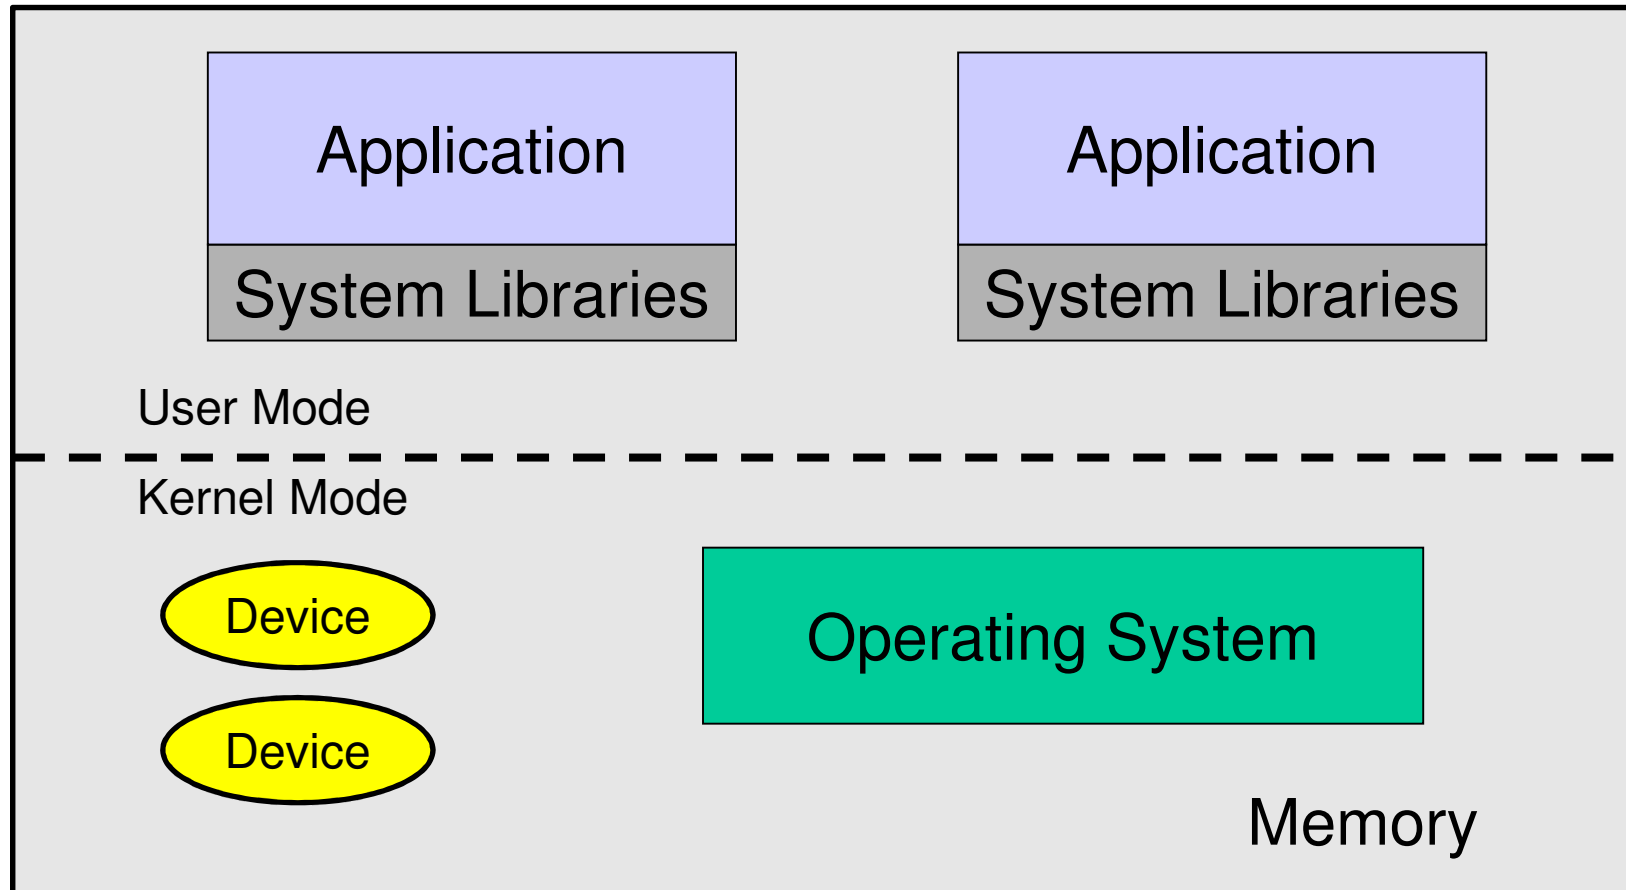 Application
Application
System Libraries
System Libraries
User Mode
Kernel Mode
Device
Operating System
Device
Memory